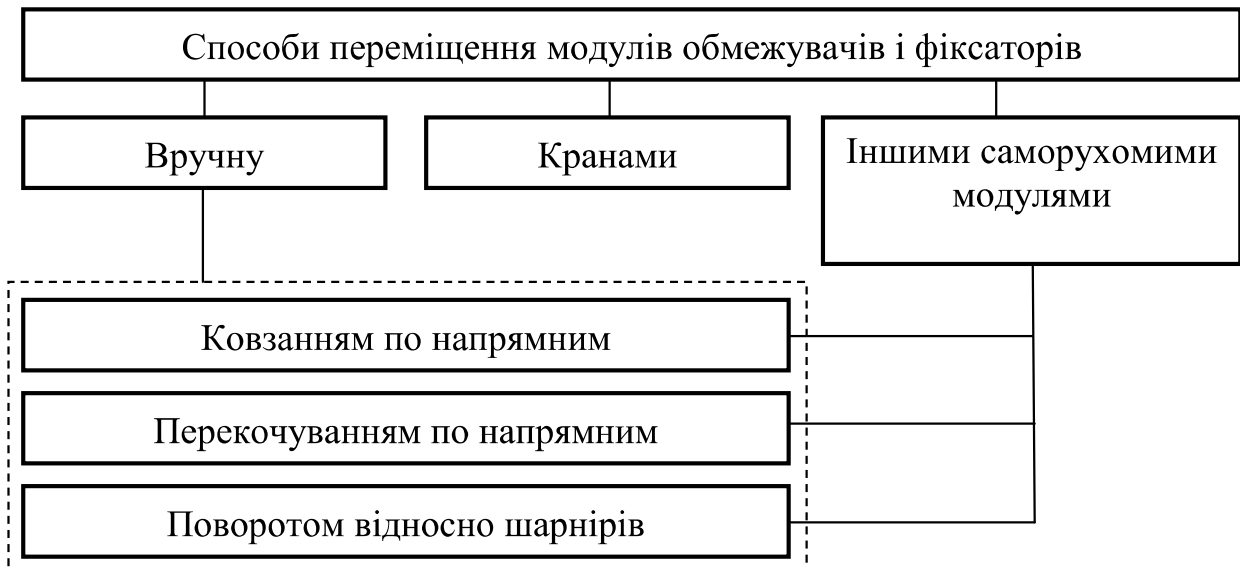 Способи переміщення модулів обмежувачів і фіксаторів
Вручну
Кранами
Іншими саморухомими
модулями
Ковзанням по напрямним
Перекочуванням по напрямним
Поворотом відносно шарнірів